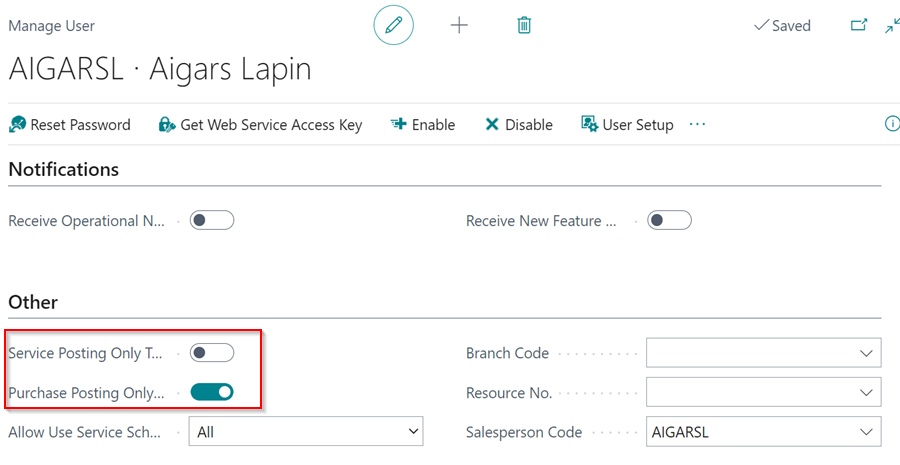 Manage User
Saved
AIGARSL · Aigars Lapin
Reset Password Get Web Service Access Key Enable Disable User Setup ···
Notifications
Receive Operational N... Receive New Feature ...
Other
Service Posting Only T... Branch Code
Purchase Posting Only... Resource No.
Allow Use Service Sch... All Salesperson Code AIGARSL